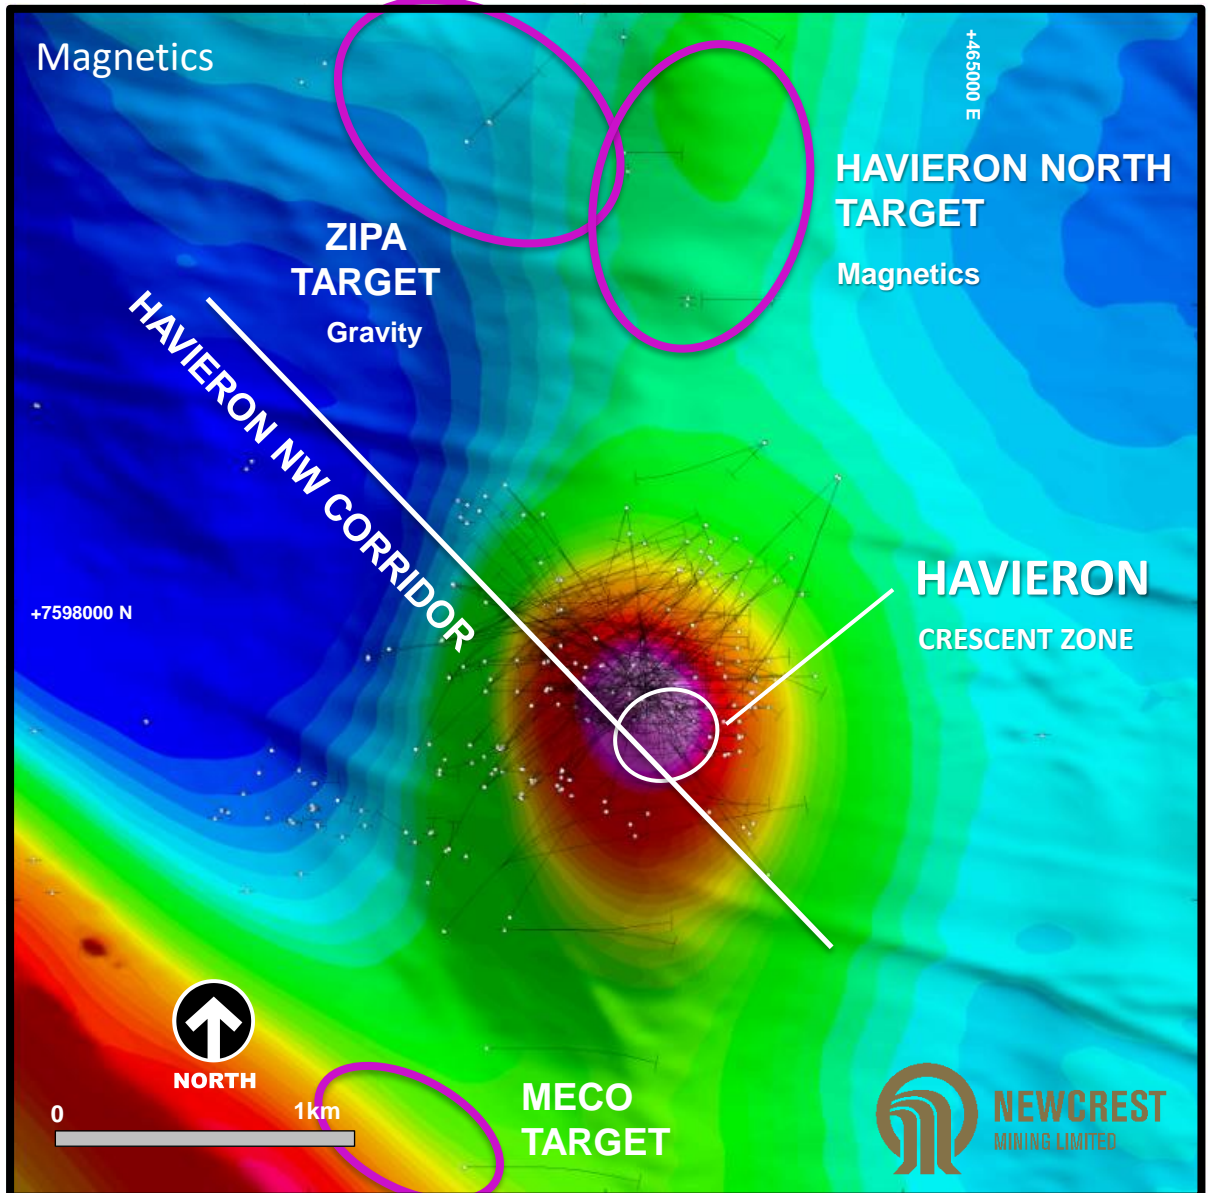 Magnetics
+465000 E
HAVIERON NORTH
TARGET
Magnetics
ZIPA
TARGET
Gravity
HAVIERON NW CORRIDOR
HAVIERON
CRESCENT ZONE
+7598000 N
NORTH
0
1km
MECO
TARGET
NEWCREST
MINING LIMITED